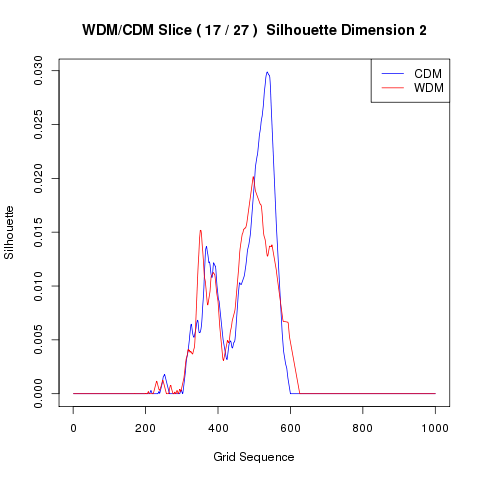 WDM/CDM Slice ( 17 / 27 )  Silhouette Dimension 2
CDM
WDM
Silhouette
0.030
0.025
0.020
0.015
0.010
0.005
0.000
0 200 400 600 800 1000
Grid Sequence